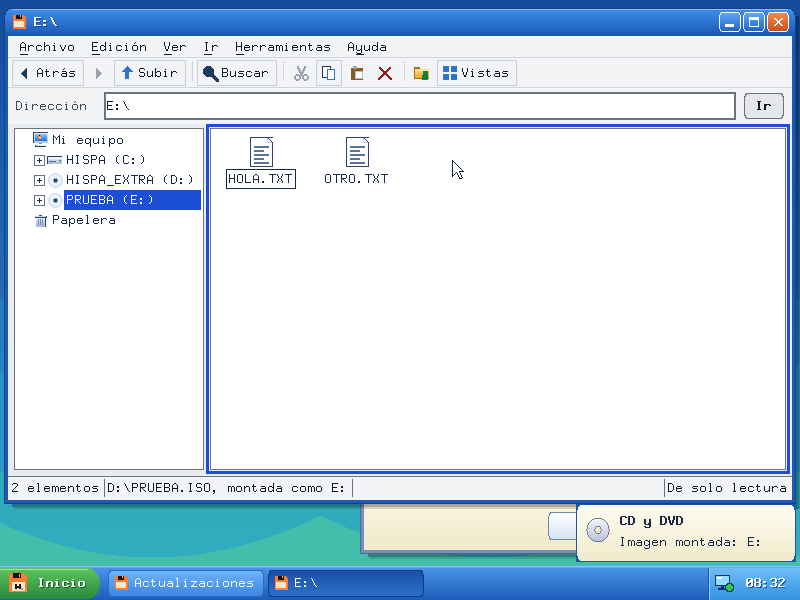 E:\
Archivo Edición Ver Ir Herramientas Ayuda
Atrás Subir Buscar Vistas
Dirección E:\ Ir
Mi equipo
HISPA (C:)
HISPA_EXTRA (D:)
PRUEBA (E:)
Papelera
HOLA.TXT OTRO.TXT
2 elementos D:\PRUEBA.ISO, montada como E: De solo lectura
CD y DVD
Imagen montada: E:
H. Inicio Actualizaciones E:\ 08:32